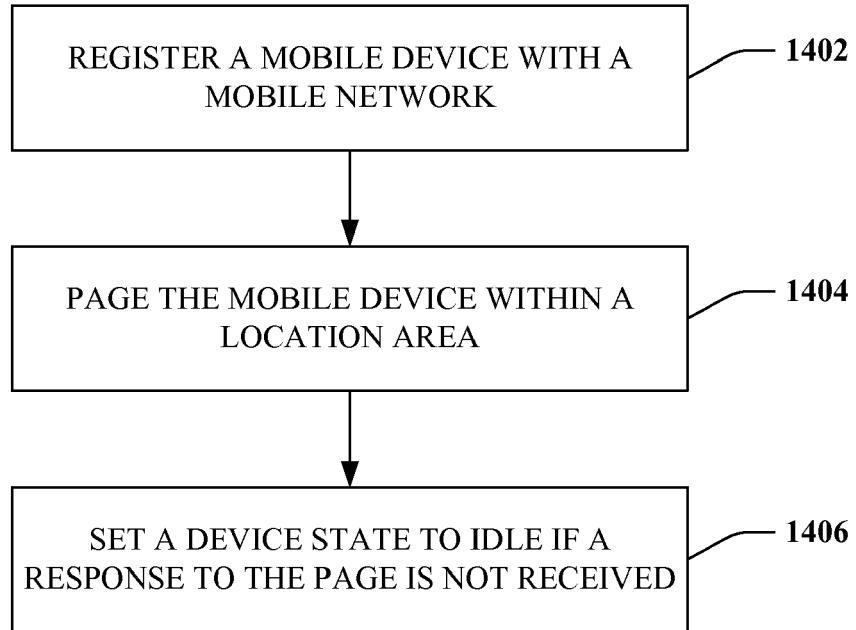 REGISTER A MOBILE DEVICE WITH A
MOBILE NETWORK
1402
PAGE THE MOBILE DEVICE WITHIN A
LOCATION AREA
1404
SET A DEVICE STATE TO IDLE IF A
RESPONSE TO THE PAGE IS NOT RECEIVED
1406